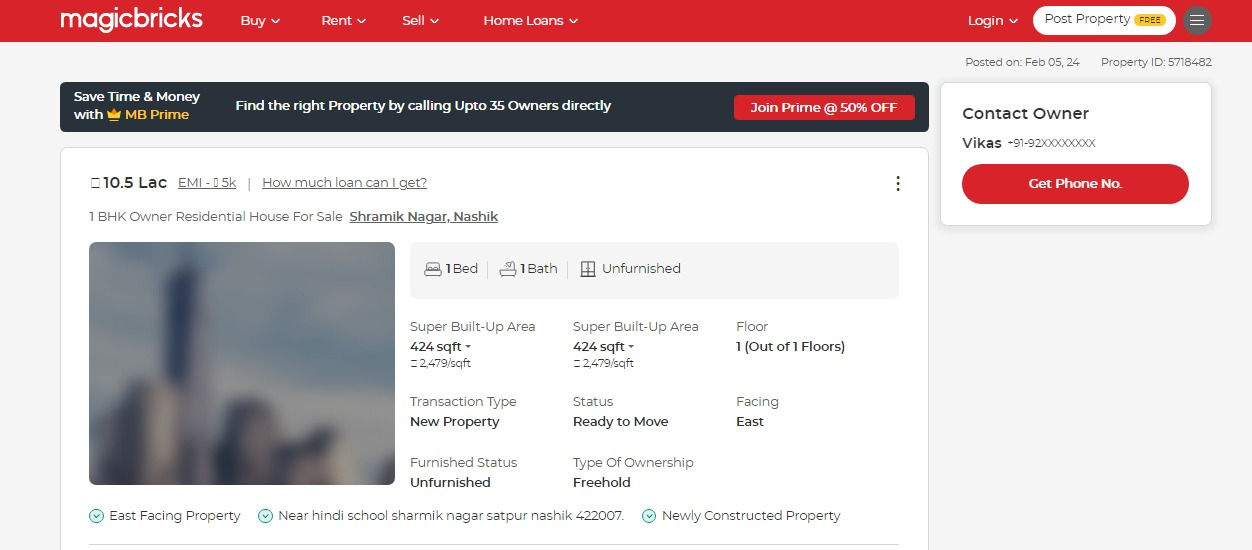 magicbricks Buy Rent Sell Home Loans Login Post Property FREE
Posted on: Feb 05, 24 Property ID: 5718482
Save Time & Money
with MB Prime
Find the right Property by calling Upto 35 Owners directly
Join Prime @ 50% OFF
Contact Owner
Vikas +91-92XXXXXXXX
Get Phone No.
10.5 Lac EMI - 5k | How much loan can I get?
1 BHK Owner Residential House For Sale Shramik Nagar, Nashik
1 Bed 1 Bath Unfurnished
Super Built-Up Area Super Built-Up Area Floor
424 sqft 424 sqft 1 (Out of 1 Floors)
2,479/sqft 2,479/sqft
Transaction Type Status Facing
New Property Ready to Move East
Furnished Status Type Of Ownership
Unfurnished Freehold
East Facing Property Near hindi school sharmik nagar satpur nashik 422007. Newly Constructed Property